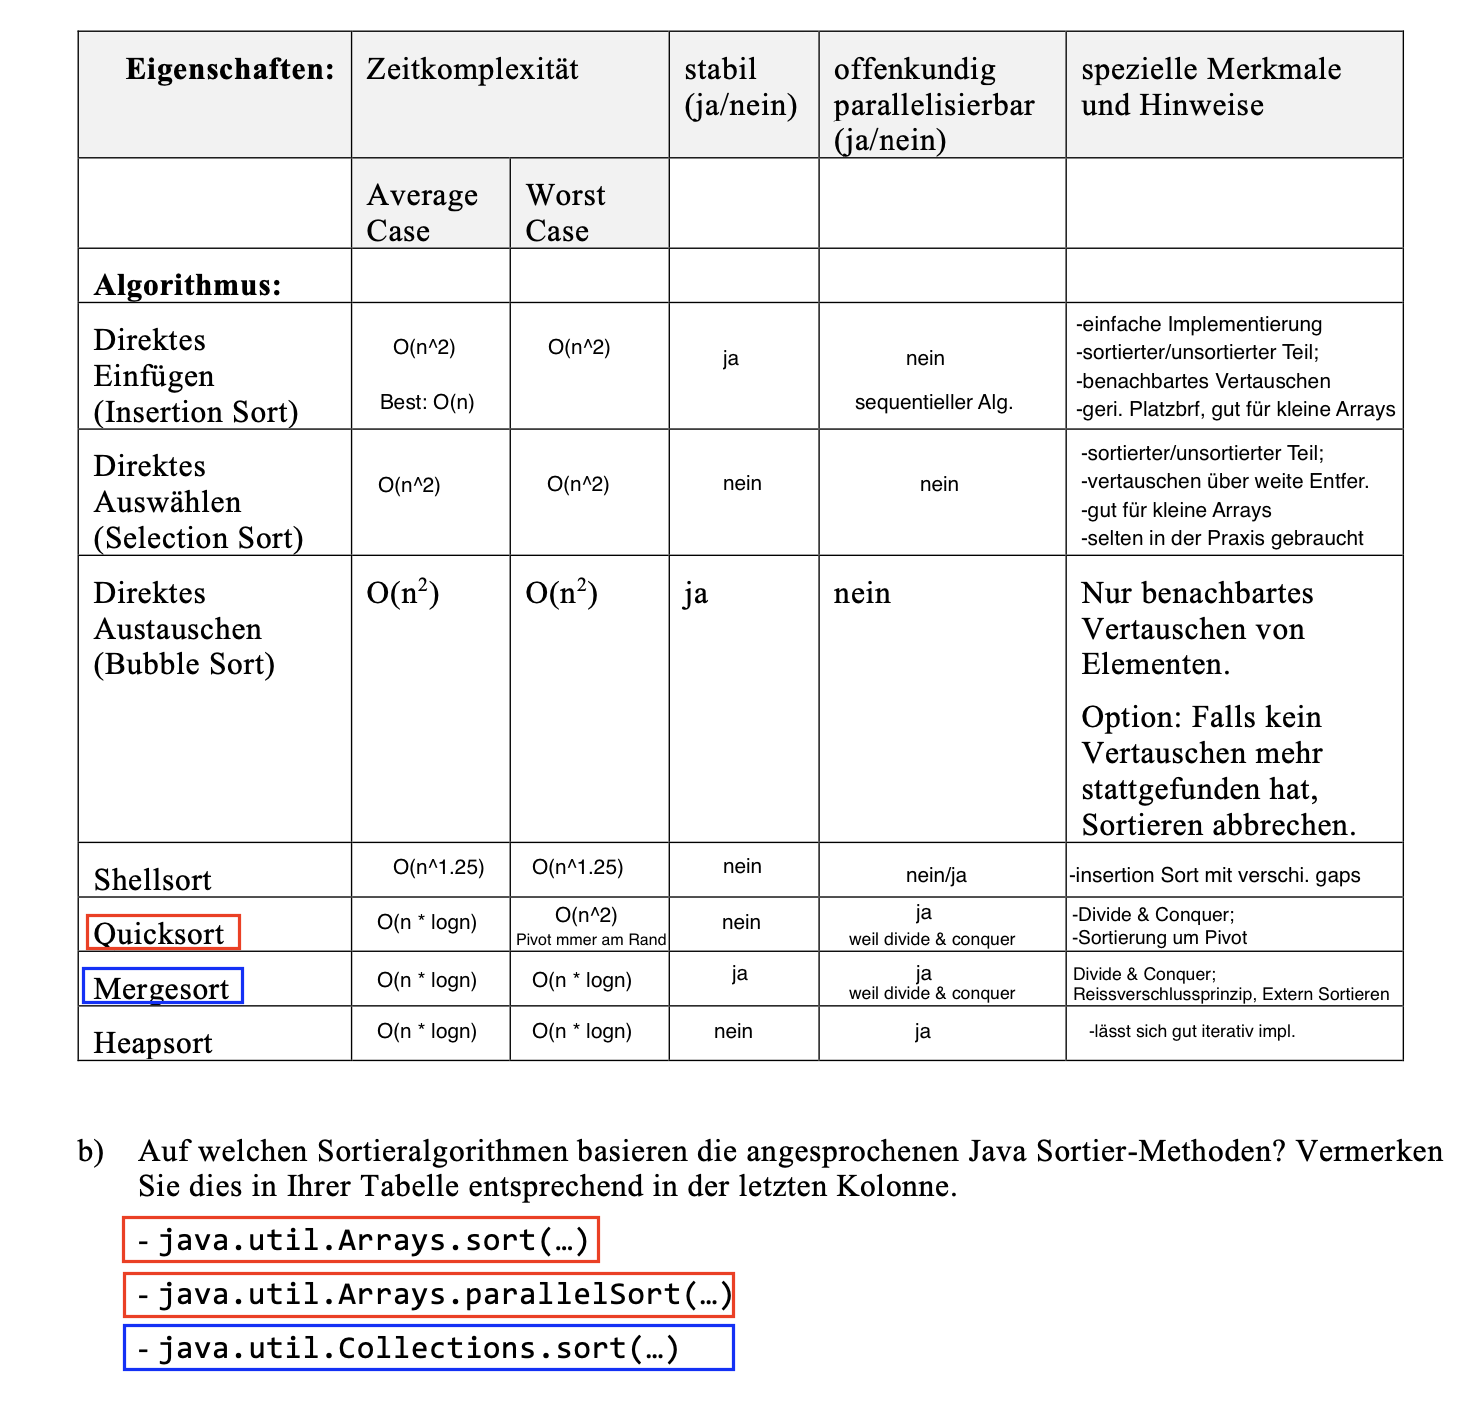 Eigenschaften: Zeitkomplexität stabil (ja/nein) offenkundig parallelisierbar (ja/nein) spezielle Merkmale und Hinweise
Average Case Worst Case
Algorithmus:
Direktes
Einfügen
(Insertion Sort)
O(n^2)
Best: O(n)
O(n^2)
ja
nein
sequentieller Alg.
-einfache Implementierung
-sortierter/unsortierter Teil;
-benachbartes Vertauschen
-geri. Platzbrf, gut für kleine Arrays
Direktes
Auswählen
(Selection Sort)
O(n^2)
O(n^2)
nein
nein
-sortierter/unsortierter Teil;
-vertauschen über weite Entfer.
-gut für kleine Arrays
-selten in der Praxis gebraucht
Direktes
Austauschen
(Bubble Sort)
O(n²)
O(n²)
ja
nein
Nur benachbartes
Vertauschen von
Elementen.
Option: Falls kein
Vertauschen mehr
stattgefunden hat,
Sortieren abbrechen.
Shellsort
O(n^1.25)
O(n^1.25)
nein
nein/ja
-insertion Sort mit verschi. gaps
Quicksort
O(n * logn)
O(n^2)
Pivot mmer am Rand
nein
ja
weil divide & conquer
-Divide & Conquer;
-Sortierung um Pivot
Mergesort
O(n * logn)
O(n * logn)
ja
ja
weil divide & conquer
Divide & Conquer;
Reissverschlussprinzip, Extern Sortieren
Heapsort
O(n * logn)
O(n * logn)
nein
ja
-lässt sich gut iterativ impl.
b) Auf welchen Sortieralgorithmen basieren die angesprochenen Java Sortier-Methoden? Vermerken
Sie dies in Ihrer Tabelle entsprechend in der letzten Kolonne.
- java.util.Arrays.sort(…)
- java.util.Arrays.parallelSort(…)
- java.util.Collections.sort(…)